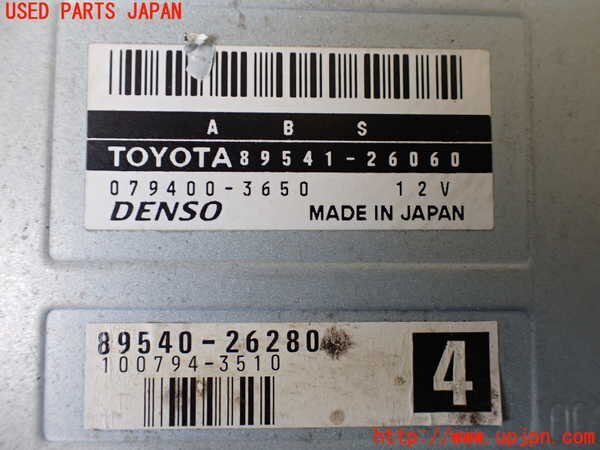 USED PARTS JAPAN
A B S
TOYOTA 89541-26060
079400-3650 12V
DENSO MADE IN JAPAN
89540-26280
100794-3510
4
http://www.opjpn.com